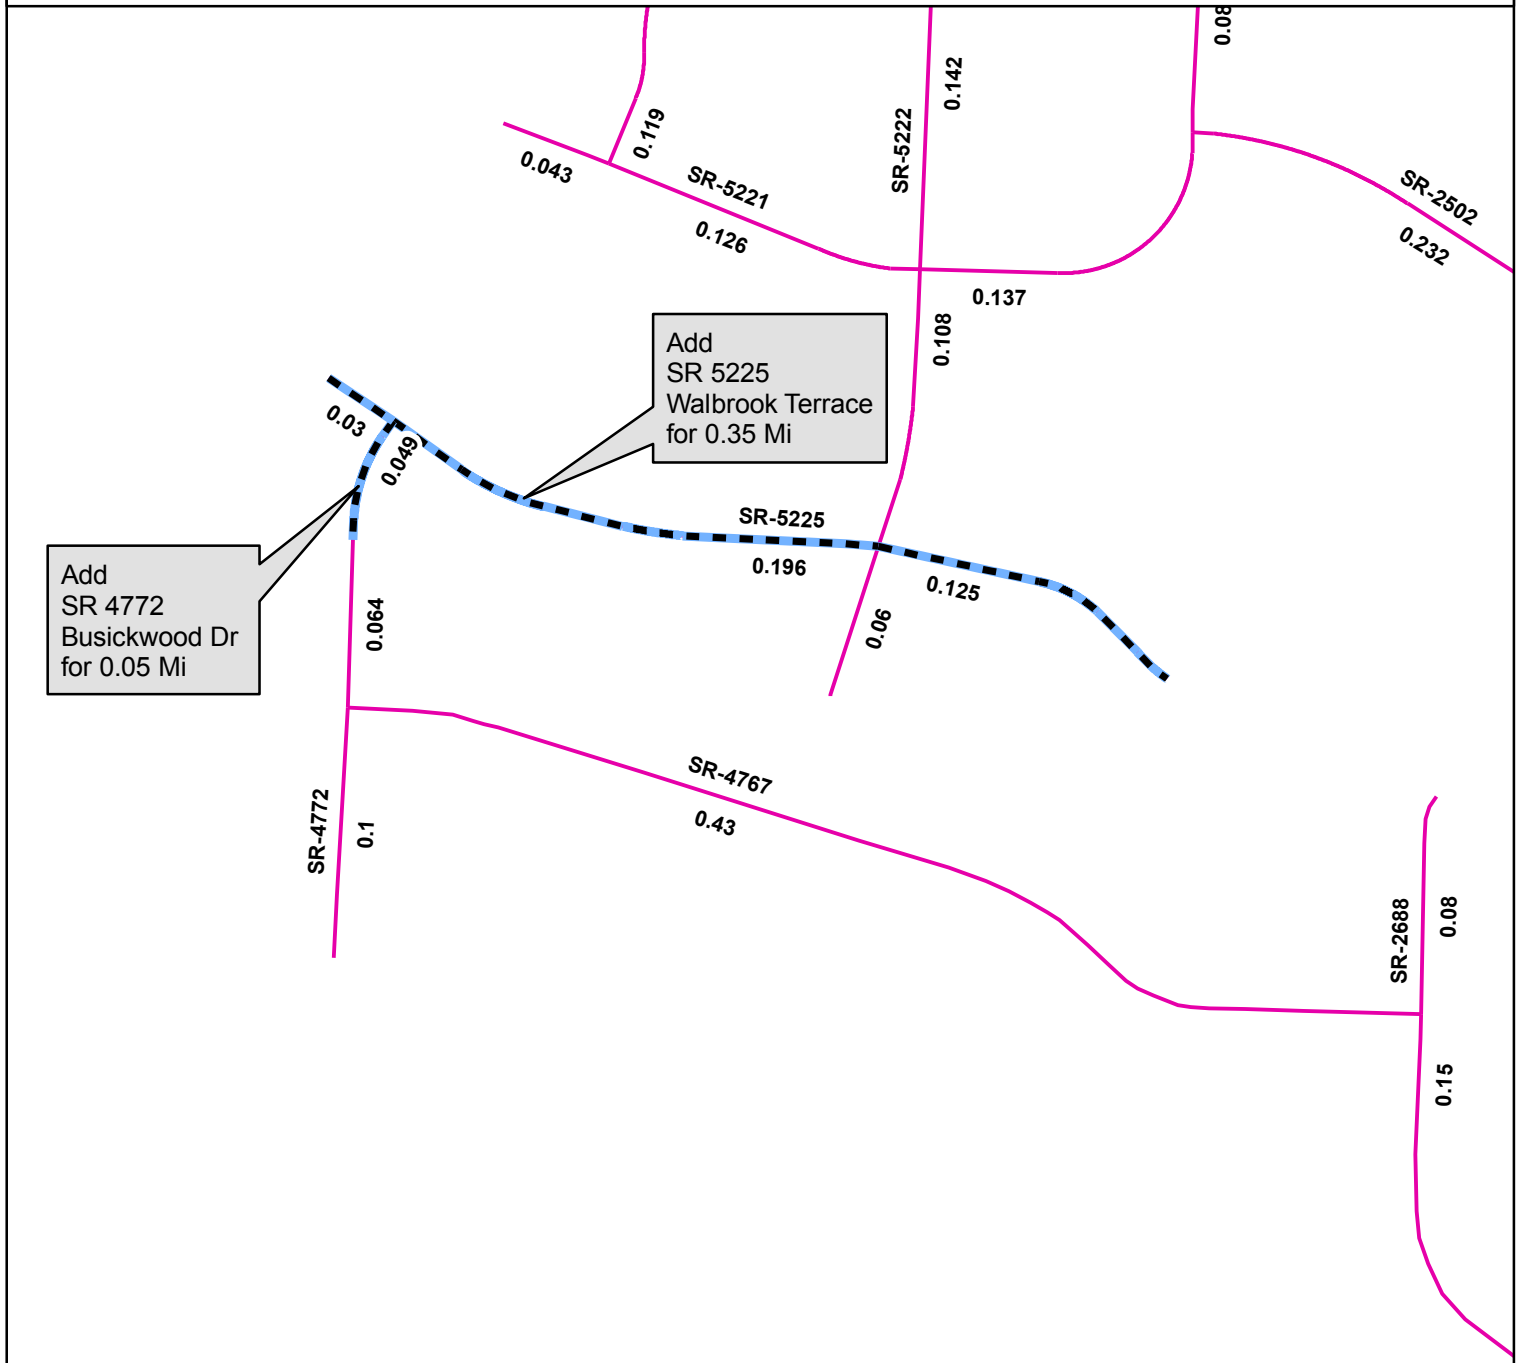 0.08
0.142
SR-5222
0.119
0.043
SR-5221
0.126
SR-2502
0.232
0.137
0.108
Add
SR 5225
Walbrook Terrace
for 0.35 Mi
0.03
0.049
SR-5225
0.196
0.125
Add
SR 4772
Busickwood Dr
for 0.05 Mi
0.064
0.06
SR-4767
0.43
SR-4772
0.1
SR-2688
0.08
0.15